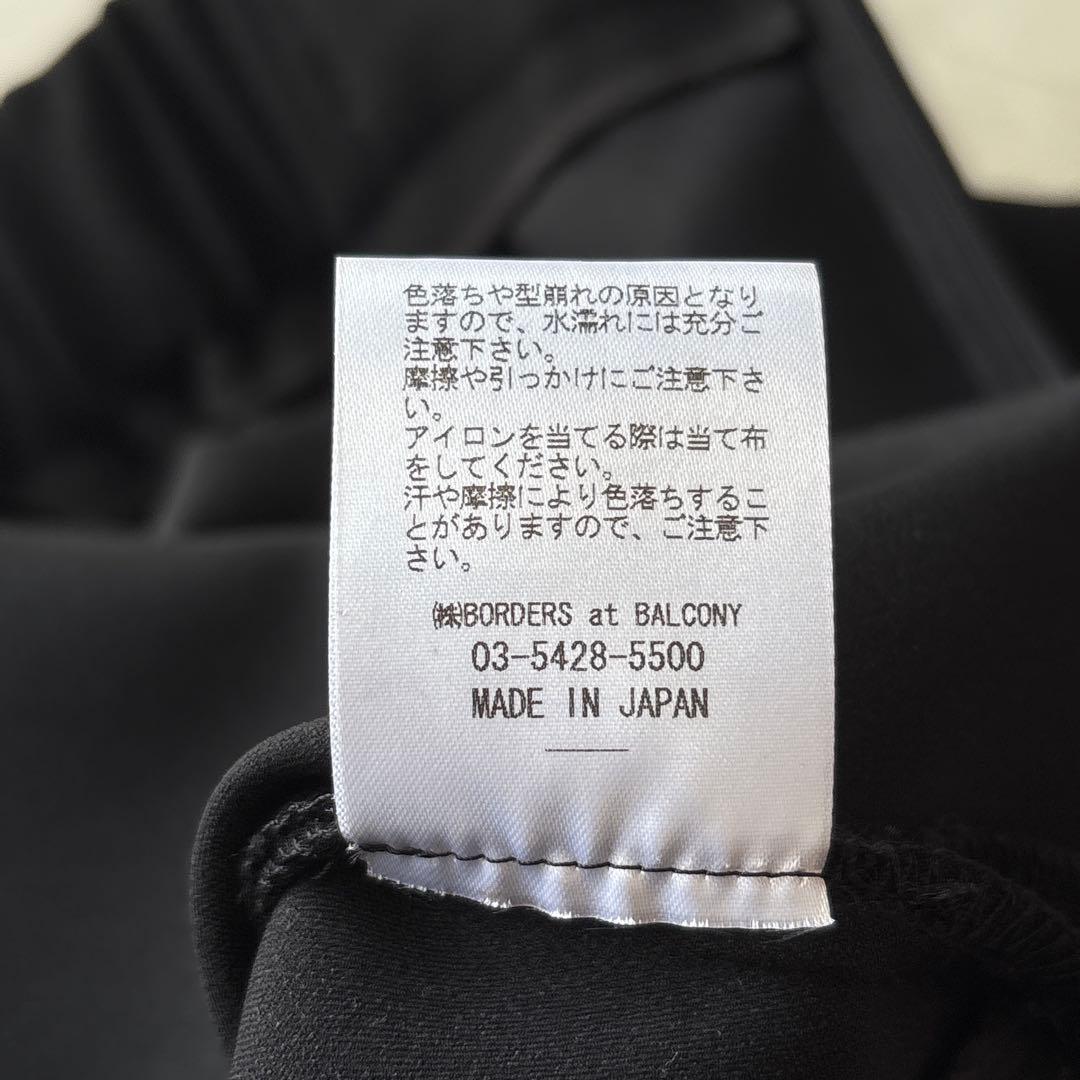 色落ちや型崩れの原因となり
ますので、水濡れには充分ご
注意下さい。
摩擦や引っかけにご注意下さ
い。
アイロンを当てる際は当て布
をしてください。
汗や摩擦により色落ちするこ
とがありますので、ご注意下
さい。
㈱BORDERS at BALCONY
03-5428-5500
MADE IN JAPAN